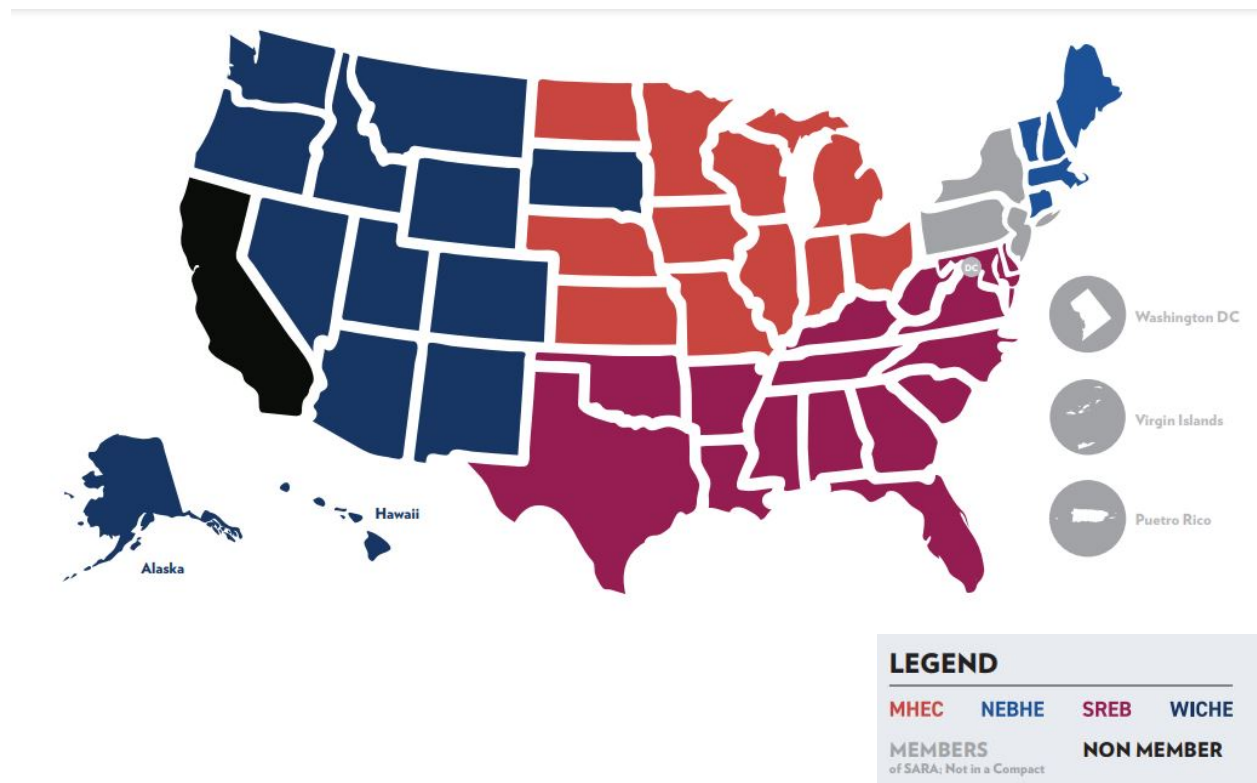 DC
Washington DC
Virgin Islands
Puetro Rico
Hawaii
Alaska
LEGEND
MHEC NEBHE SREB WICHE
MEMBERS NON MEMBER
of SARA; Not in a Compact